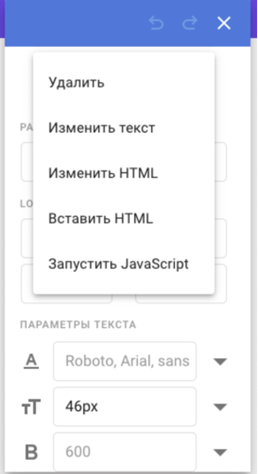 Удалить
Изменить текст
Изменить HTML
Вставить HTML
Запустить JavaScript
ПАРАМЕТРЫ ТЕКСТА
Roboto, Arial, sans
46px
600